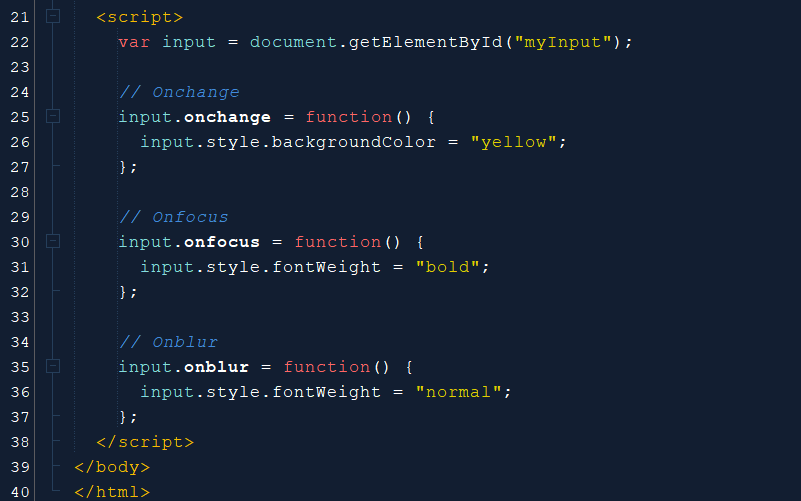 21 <script>
22 var input = document.getElementById("myInput");
23
24 // Onchange
25 input.onchange = function() {
26 input.style.backgroundColor = "yellow";
27 };
28
29 // Onfocus
30 input.onfocus = function() {
31 input.style.fontWeight = "bold";
32 };
33
34 // Onblur
35 input.onblur = function() {
36 input.style.fontWeight = "normal";
37 };
38 </script>
39 </body>
40 </html>